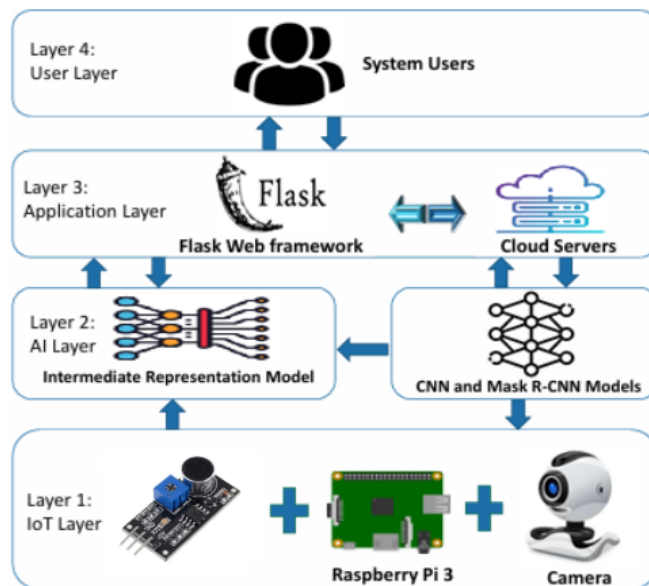 Layer 4:
User Layer
System Users
Layer 3:
Application Layer
Flask
Flask Web framework
Cloud Servers
Layer 2:
AI Layer
Intermediate Representation Model
CNN and Mask R-CNN Models
Layer 1:
IoT Layer
Raspberry Pi 3
Camera